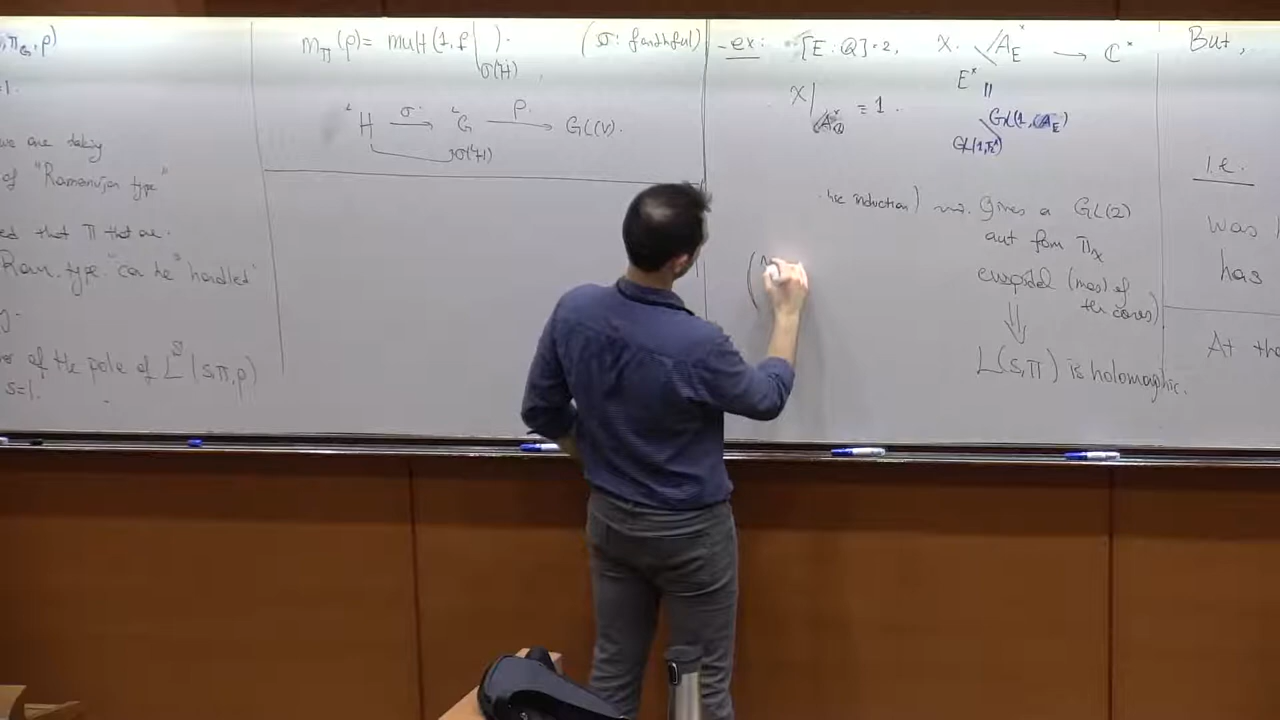 , π_G, ρ)
1.
we are taking
of "Ramanujan type"
ed that π that are.
Ram. type "can be" handled
of the pole of L^S(s,π,ρ)
s=1.
m_π(ρ) = mult(1, ρ|_{σ(ᴸH)}). (σ: faithful)
ᴸH —σ→ ᴸG —ρ→ GL(V).
σ(ᴸH)
- ex: [E:Q]=2, χ. E^x \ A_E^x → C^x
χ|_{A_Q^x} ≡ 1.
||
GL(1,E) \ GL(1,A_E)
induction) gives a GL(2)
aut form π_χ
cuspidal (most of
the cases)
⇓
L(s,π) is holomorphic.
But,
i.e.
was
has
At the